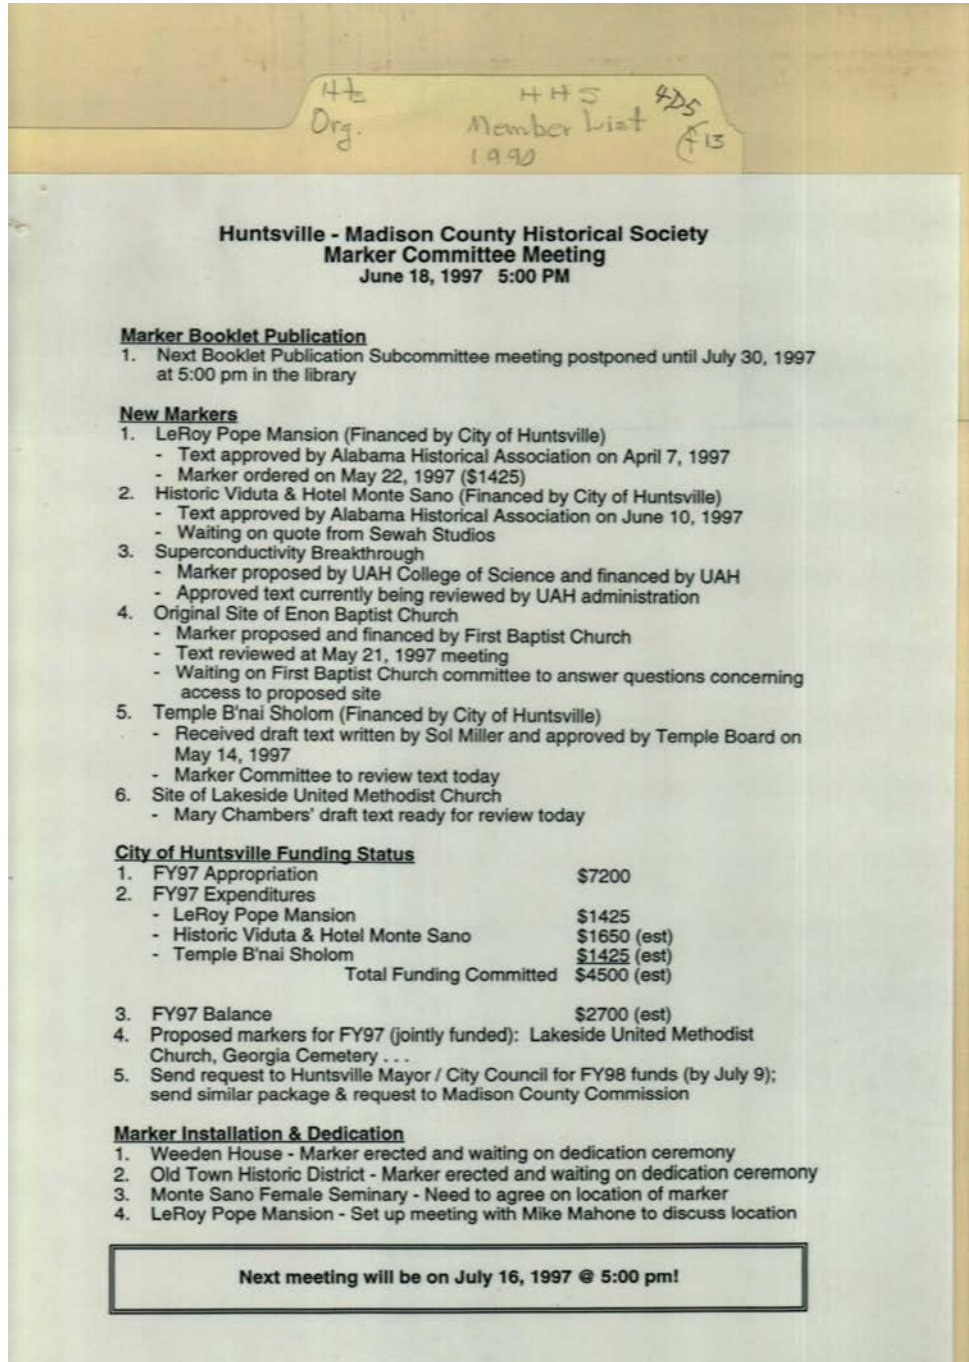 Hz HHS 4D5
Org. Member List F13
1990
Huntsville - Madison County Historical Society
Marker Committee Meeting
June 18, 1997 5:00 PM
Marker Booklet Publication
1. Next Booklet Publication Subcommittee meeting postponed until July 30, 1997
at 5:00 pm in the library
New Markers
1. LeRoy Pope Mansion (Financed by City of Huntsville)
- Text approved by Alabama Historical Association on April 7, 1997
- Marker ordered on May 22, 1997 ($1425)
2. Historic Viduta & Hotel Monte Sano (Financed by City of Huntsville)
- Text approved by Alabama Historical Association on June 10, 1997
- Waiting on quote from Sewah Studios
3. Superconductivity Breakthrough
- Marker proposed by UAH College of Science and financed by UAH
- Approved text currently being reviewed by UAH administration
4. Original Site of Enon Baptist Church
- Marker proposed and financed by First Baptist Church
- Text reviewed at May 21, 1997 meeting
- Waiting on First Baptist Church committee to answer questions concerning
access to proposed site
5. Temple B'nai Sholom (Financed by City of Huntsville)
- Received draft text written by Sol Miller and approved by Temple Board on
May 14, 1997
- Marker Committee to review text today
6. Site of Lakeside United Methodist Church
- Mary Chambers' draft text ready for review today
City of Huntsville Funding Status
1. FY97 Appropriation $7200
2. FY97 Expenditures
- LeRoy Pope Mansion $1425
- Historic Viduta & Hotel Monte Sano $1650 (est)
- Temple B'nai Sholom $1425 (est)
Total Funding Committed $4500 (est)
3. FY97 Balance $2700 (est)
4. Proposed markers for FY97 (jointly funded): Lakeside United Methodist
Church, Georgia Cemetery . . .
5. Send request to Huntsville Mayor / City Council for FY98 funds (by July 9);
send similar package & request to Madison County Commission
Marker Installation & Dedication
1. Weeden House - Marker erected and waiting on dedication ceremony
2. Old Town Historic District - Marker erected and waiting on dedication ceremony
3. Monte Sano Female Seminary - Need to agree on location of marker
4. LeRoy Pope Mansion - Set up meeting with Mike Mahone to discuss location
Next meeting will be on July 16, 1997 @ 5:00 pm!